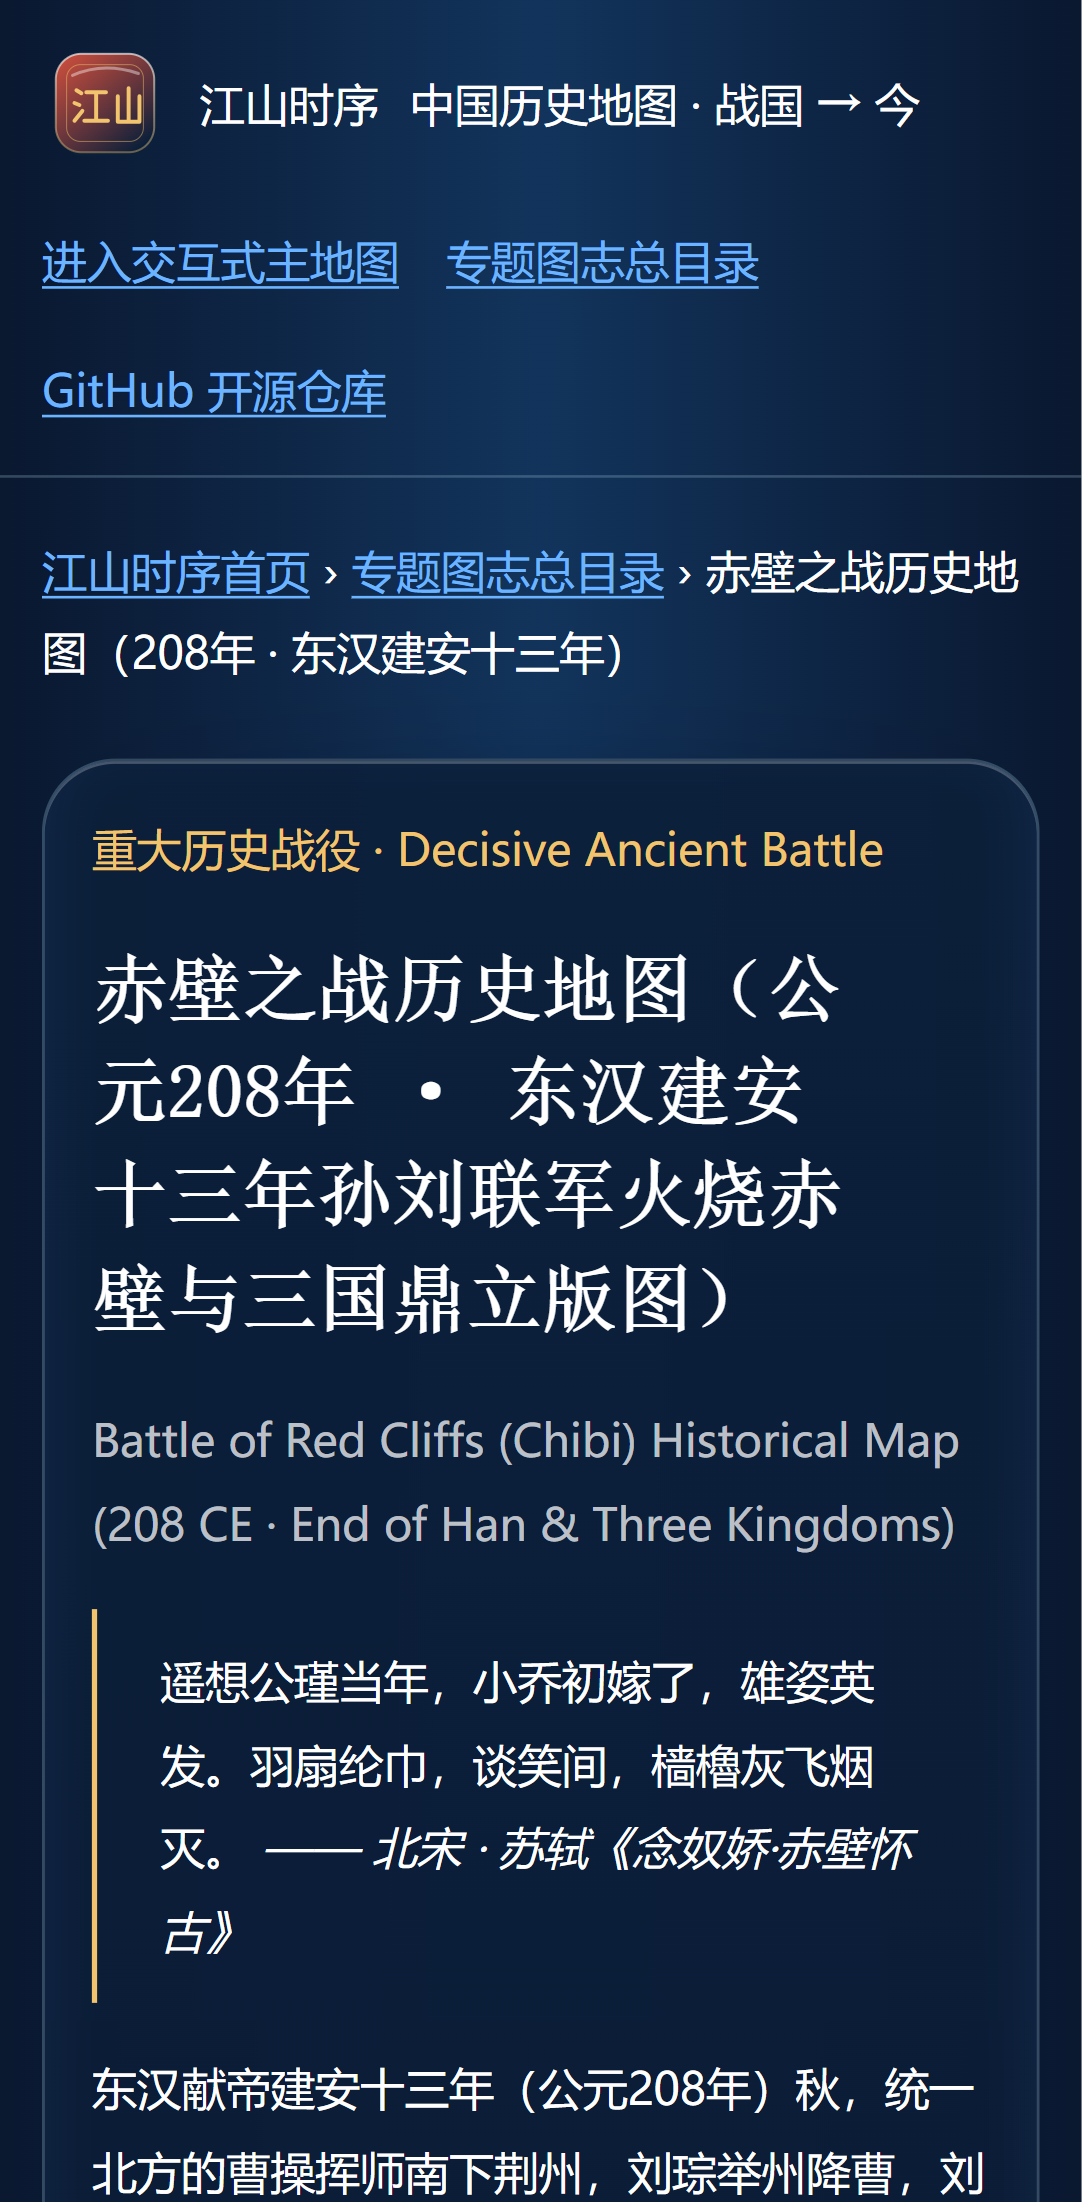 江山
江山时序 中国历史地图 · 战国 → 今
进入交互式主地图 专题图志总目录
GitHub 开源仓库
江山时序首页 › 专题图志总目录 › 赤壁之战历史地
图（208年 · 东汉建安十三年）
重大历史战役 · Decisive Ancient Battle
赤壁之战历史地图（公
元208年 · 东汉建安
十三年孙刘联军火烧赤
壁与三国鼎立版图）
Battle of Red Cliffs (Chibi) Historical Map
(208 CE · End of Han & Three Kingdoms)
遥想公瑾当年，小乔初嫁了，雄姿英
发。羽扇纶巾，谈笑间，樯橹灰飞烟
灭。 —— 北宋 · 苏轼《念奴娇·赤壁怀
古》
东汉献帝建安十三年（公元208年）秋，统一
北方的曹操挥师南下荆州，刘琮举州降曹，刘